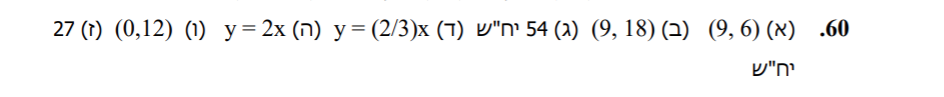 60. (א) (9, 6) (ב) (9, 18) (ג) 54 יח"ש (ד) y = (2/3)x (ה) y = 2x (ו) (0,12) (ז) 27
יח"ש